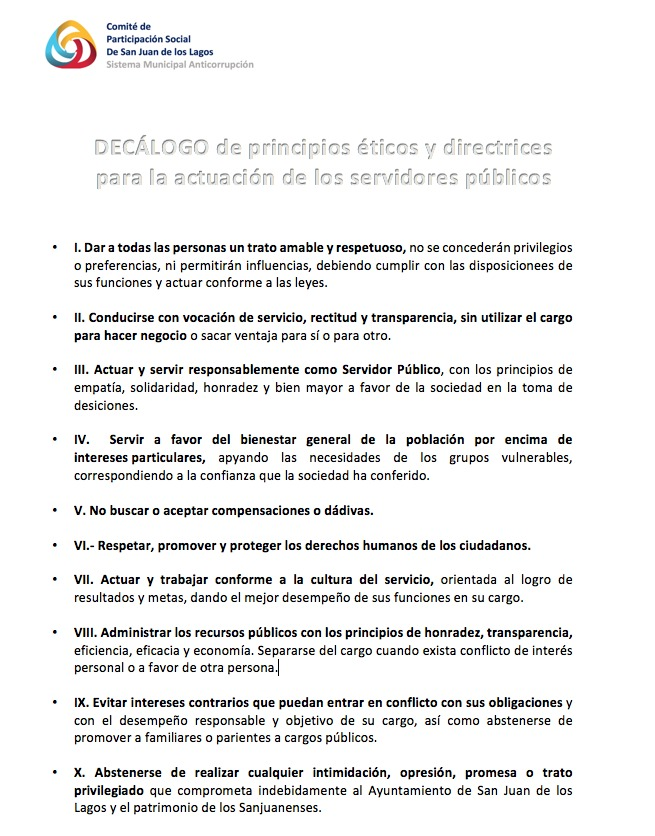 Comité de
Participación Social
De San Juan de los Lagos
Sistema Municipal Anticorrupción
DECÁLOGO de principios éticos y directrices
para la actuación de los servidores públicos
• I. Dar a todas las personas un trato amable y respetuoso, no se concederán privilegios
o preferencias, ni permitirán influencias, debiendo cumplir con las disposicionees de
sus funciones y actuar conforme a las leyes.
• II. Conducirse con vocación de servicio, rectitud y transparencia, sin utilizar el cargo
para hacer negocio o sacar ventaja para sí o para otro.
• III. Actuar y servir responsablemente como Servidor Público, con los principios de
empatía, solidaridad, honradez y bien mayor a favor de la sociedad en la toma de
desiciones.
• IV. Servir a favor del bienestar general de la población por encima de
intereses particulares, apyando las necesidades de los grupos vulnerables,
correspondiendo a la confianza que la sociedad ha conferido.
• V. No buscar o aceptar compensaciones o dádivas.
• VI.- Respetar, promover y proteger los derechos humanos de los ciudadanos.
• VII. Actuar y trabajar conforme a la cultura del servicio, orientada al logro de
resultados y metas, dando el mejor desempeño de sus funciones en su cargo.
• VIII. Administrar los recursos públicos con los principios de honradez, transparencia,
eficiencia, eficacia y economía. Separarse del cargo cuando exista conflicto de interés
personal o a favor de otra persona.
• IX. Evitar intereses contrarios que puedan entrar en conflicto con sus obligaciones y
con el desempeño responsable y objetivo de su cargo, así como abstenerse de
promover a familiares o parientes a cargos públicos.
• X. Abstenerse de realizar cualquier intimidación, opresión, promesa o trato
privilegiado que comprometa indebidamente al Ayuntamiento de San Juan de los
Lagos y el patrimonio de los Sanjuanenses.